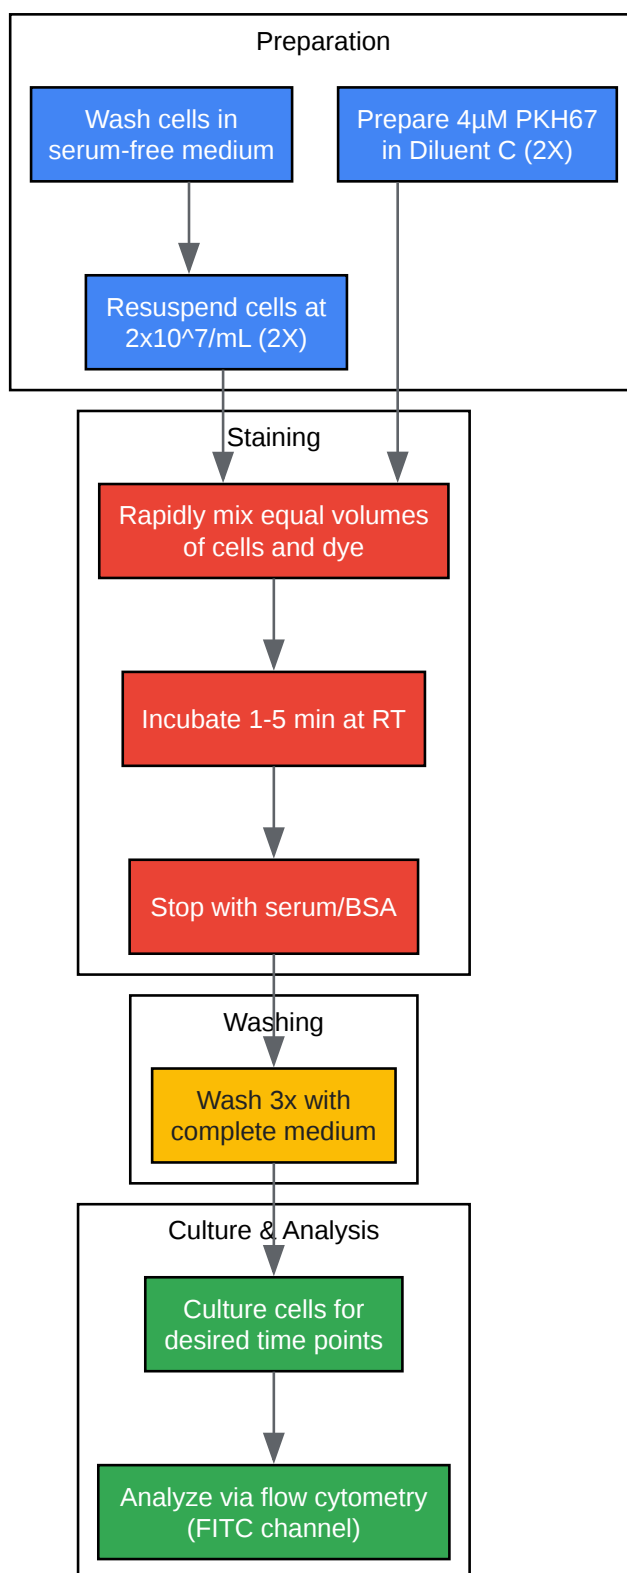 Preparation
Wash cells in
serum-free medium
Prepare 4µM PKH67
in Diluent C (2X)
Resuspend cells at
2x10^7/mL (2X)
Staining
Rapidly mix equal volumes
of cells and dye
Incubate 1-5 min at RT
Stop with serum/BSA
Washing
Wash 3x with
complete medium
Culture & Analysis
Culture cells for
desired time points
Analyze via flow cytometry
(FITC channel)